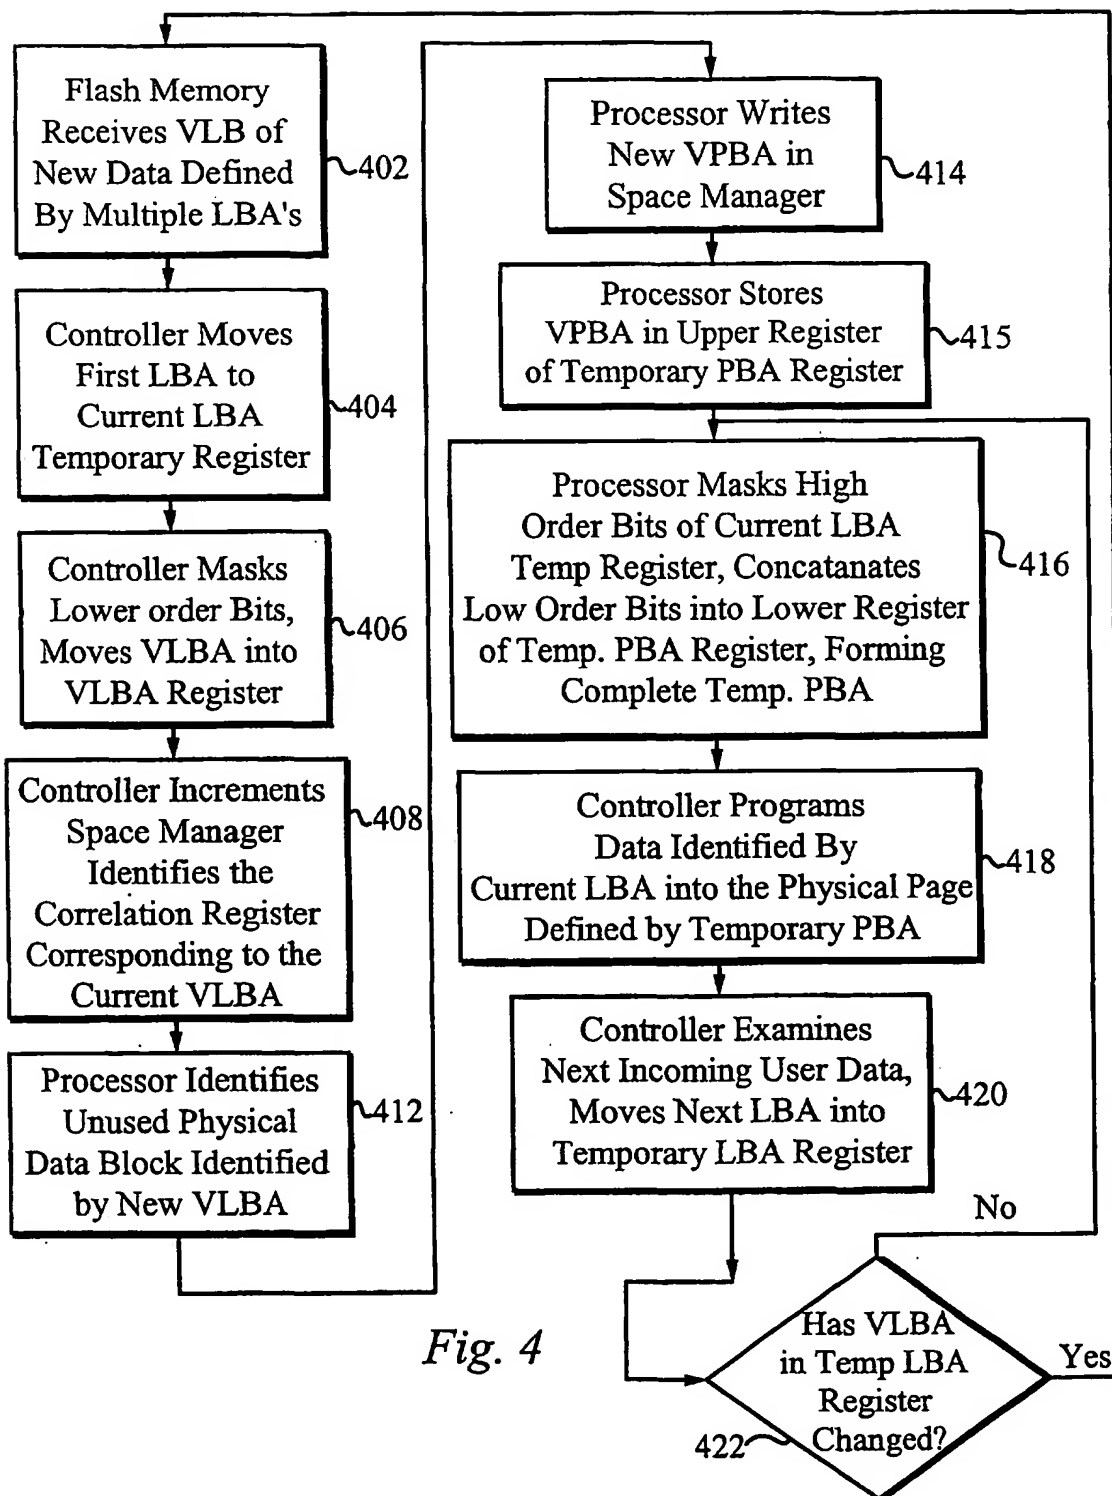 Flash Memory
Receives VLB of
New Data Defined
By Multiple LBA's
402
Controller Moves
First LBA to
Current LBA
Temporary Register
404
Controller Masks
Lower order Bits,
Moves VLBA into
VLBA Register
406
Controller Increments
Space Manager
Identifies the
Correlation Register
Corresponding to the
Current VLBA
408
Processor Identifies
Unused Physical
Data Block Identified
by New VLBA
412
Processor Writes
New VPBA in
Space Manager
414
Processor Stores
VPBA in Upper Register
of Temporary PBA Register
415
Processor Masks High
Order Bits of Current LBA
Temp Register, Concatanates
Low Order Bits into Lower Register
of Temp. PBA Register, Forming
Complete Temp. PBA
416
Controller Programs
Data Identified By
Current LBA into the Physical Page
Defined by Temporary PBA
418
Controller Examines
Next Incoming User Data,
Moves Next LBA into
Temporary LBA Register
420
No
Has VLBA
in Temp LBA
Register
Changed?
Yes
422
Fig. 4